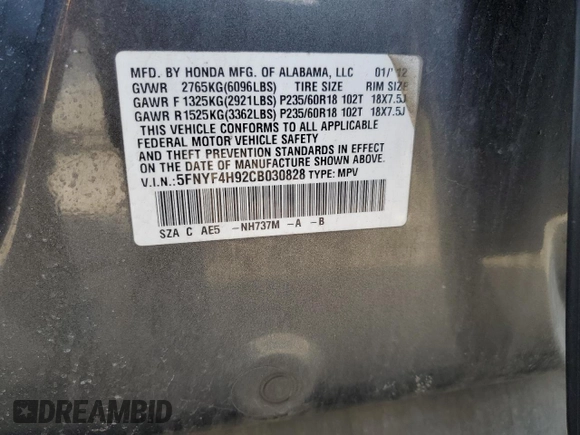 MFD. BY HONDA MFG. OF ALABAMA, LLC 01/'12
GVWR 2765KG(6096LBS) TIRE SIZE RIM SIZE
GAWR F 1325KG(2921LBS) P235/60R18 102T 18X7.5J
GAWR R 1525KG(3362LBS) P235/60R18 102T 18X7.5J
THIS VEHICLE CONFORMS TO ALL APPLICABLE
FEDERAL MOTOR VEHICLE SAFETY
AND THEFT PREVENTION STANDARDS IN EFFECT
ON THE DATE OF MANUFACTURE SHOWN ABOVE.
V.I.N.:5FNYF4H92CB030828 TYPE: MPV
SZA C AE5 -NH737M -A -B
DREAMBID